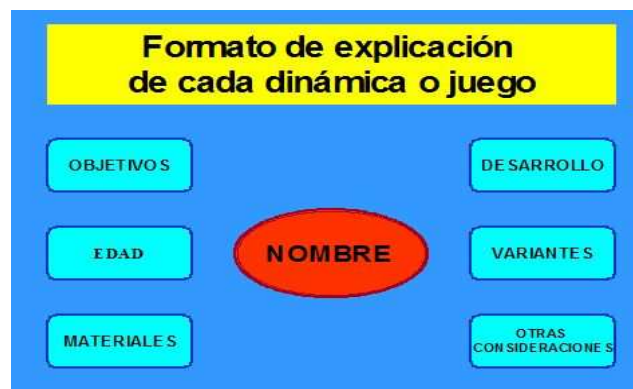 Formato de explicación
de cada dinámica o juego
OBJETIVOS
EDAD
MATERIALES
NOMBRE
DESARROLLO
VARIANTES
OTRAS
CONSIDERACIONES